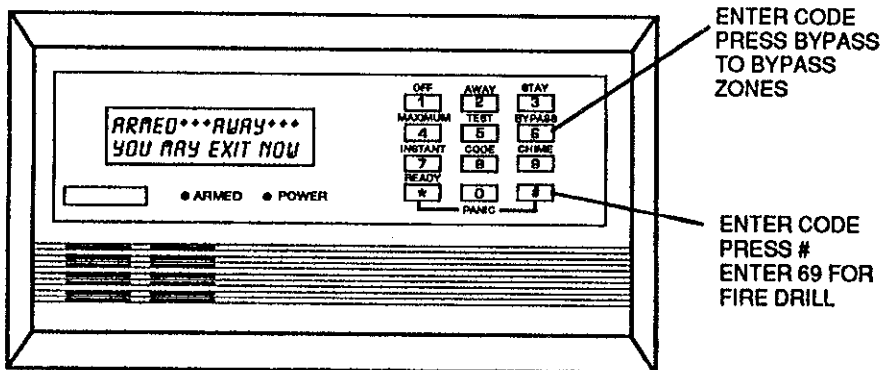 ENTER CODE
PRESS BYPASS
TO BYPASS
ZONES
ARMED***AWAY***
YOU MAY EXIT NOW
OFF AWAY STAY
1 2 3
MAXIMUM TEST BYPASS
4 5 6
INSTANT CODE CHIME
7 8 9
READY
* 0 #
PANIC
ARMED POWER
ENTER CODE
PRESS #
ENTER 69 FOR
FIRE DRILL